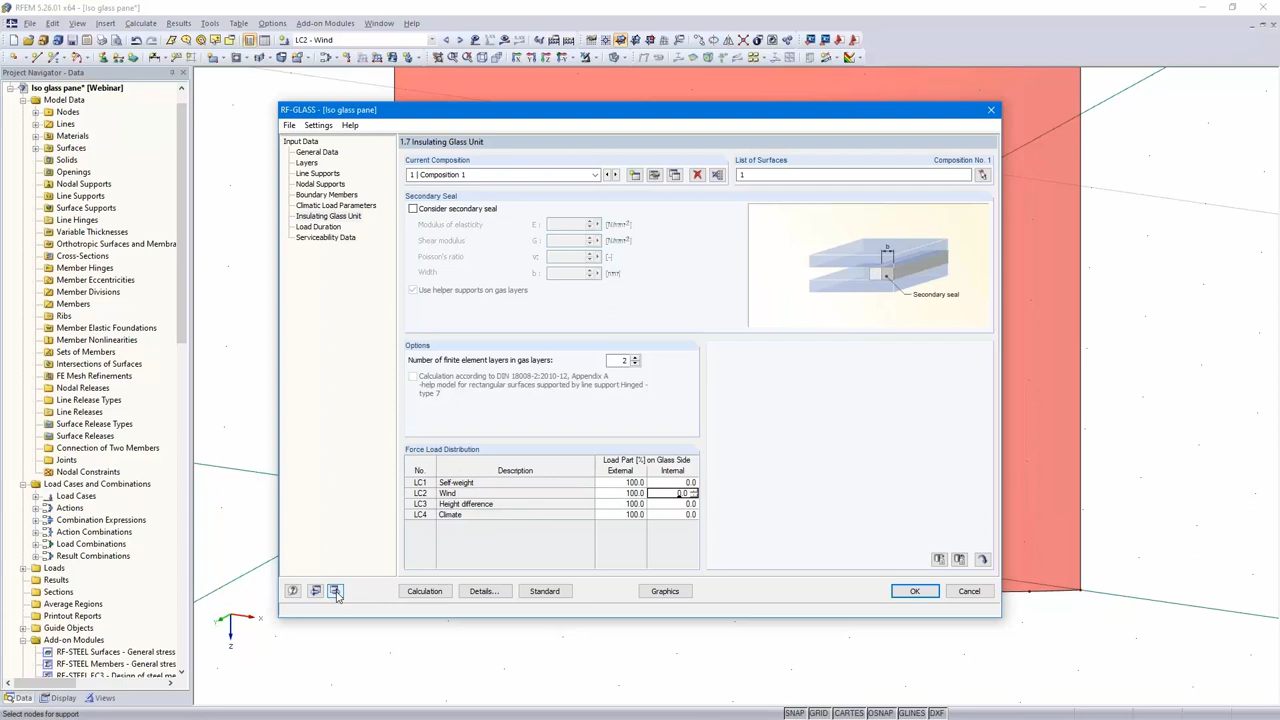 RFEM 5.26.01 x64 - [Iso glass pane*]
File Edit View Insert Calculate Results Tools Table Options Add-on Modules Window Help
LC2 - Wind
Project Navigator - Data
Iso glass pane* [Webinar]
Model Data
Nodes
Lines
Materials
Surfaces
Solids
Openings
Nodal Supports
Line Supports
Surface Supports
Line Hinges
Variable Thicknesses
Orthotropic Surfaces and Membra
Cross-Sections
Member Hinges
Member Eccentricities
Member Divisions
Members
Ribs
Member Elastic Foundations
Member Nonlinearities
Sets of Members
Intersections of Surfaces
FE Mesh Refinements
Nodal Releases
Line Release Types
Line Releases
Surface Release Types
Surface Releases
Connection of Two Members
Joints
Nodal Constraints
Load Cases and Combinations
Load Cases
Actions
Combination Expressions
Action Combinations
Load Combinations
Result Combinations
Loads
Results
Sections
Average Regions
Printout Reports
Guide Objects
Add-on Modules
RF-STEEL Surfaces - General stress
RF-STEEL Members - General stres
RF-STEEL EC3 - Design of steel me
Data Display Views
Select nodes for support
RF-GLASS - [Iso glass pane]
File Settings Help
Input Data
General Data
Layers
Line Supports
Nodal Supports
Boundary Members
Climatic Load Parameters
Insulating Glass Unit
Load Duration
Serviceability Data
1.7 Insulating Glass Unit
Current Composition
1 | Composition 1
List of Surfaces Composition No. 1
1
Secondary Seal
Consider secondary seal
Modulus of elasticity E : [N/mm²]
Shear modulus G : [N/mm²]
Poisson's ratio ν: [-]
Width b : [mm]
Use helper supports on gas layers
b
Secondary seal
Options
Number of finite element layers in gas layers: 2
Calculation according to DIN 18008-2:2010-12, Appendix A
-help model for rectangular surfaces supported by line support Hinged -
type 7
Force Load Distribution
Load Part [%] on Glass Side
No. Description External Internal
LC1 Self-weight 100.0 0.0
LC2 Wind 100.0 0.0
LC3 Height difference 100.0 0.0
LC4 Climate 100.0 0.0
Calculation Details... Standard Graphics OK Cancel
X
Y
Z
SNAP GRID CARTES OSNAP GLINES DXF